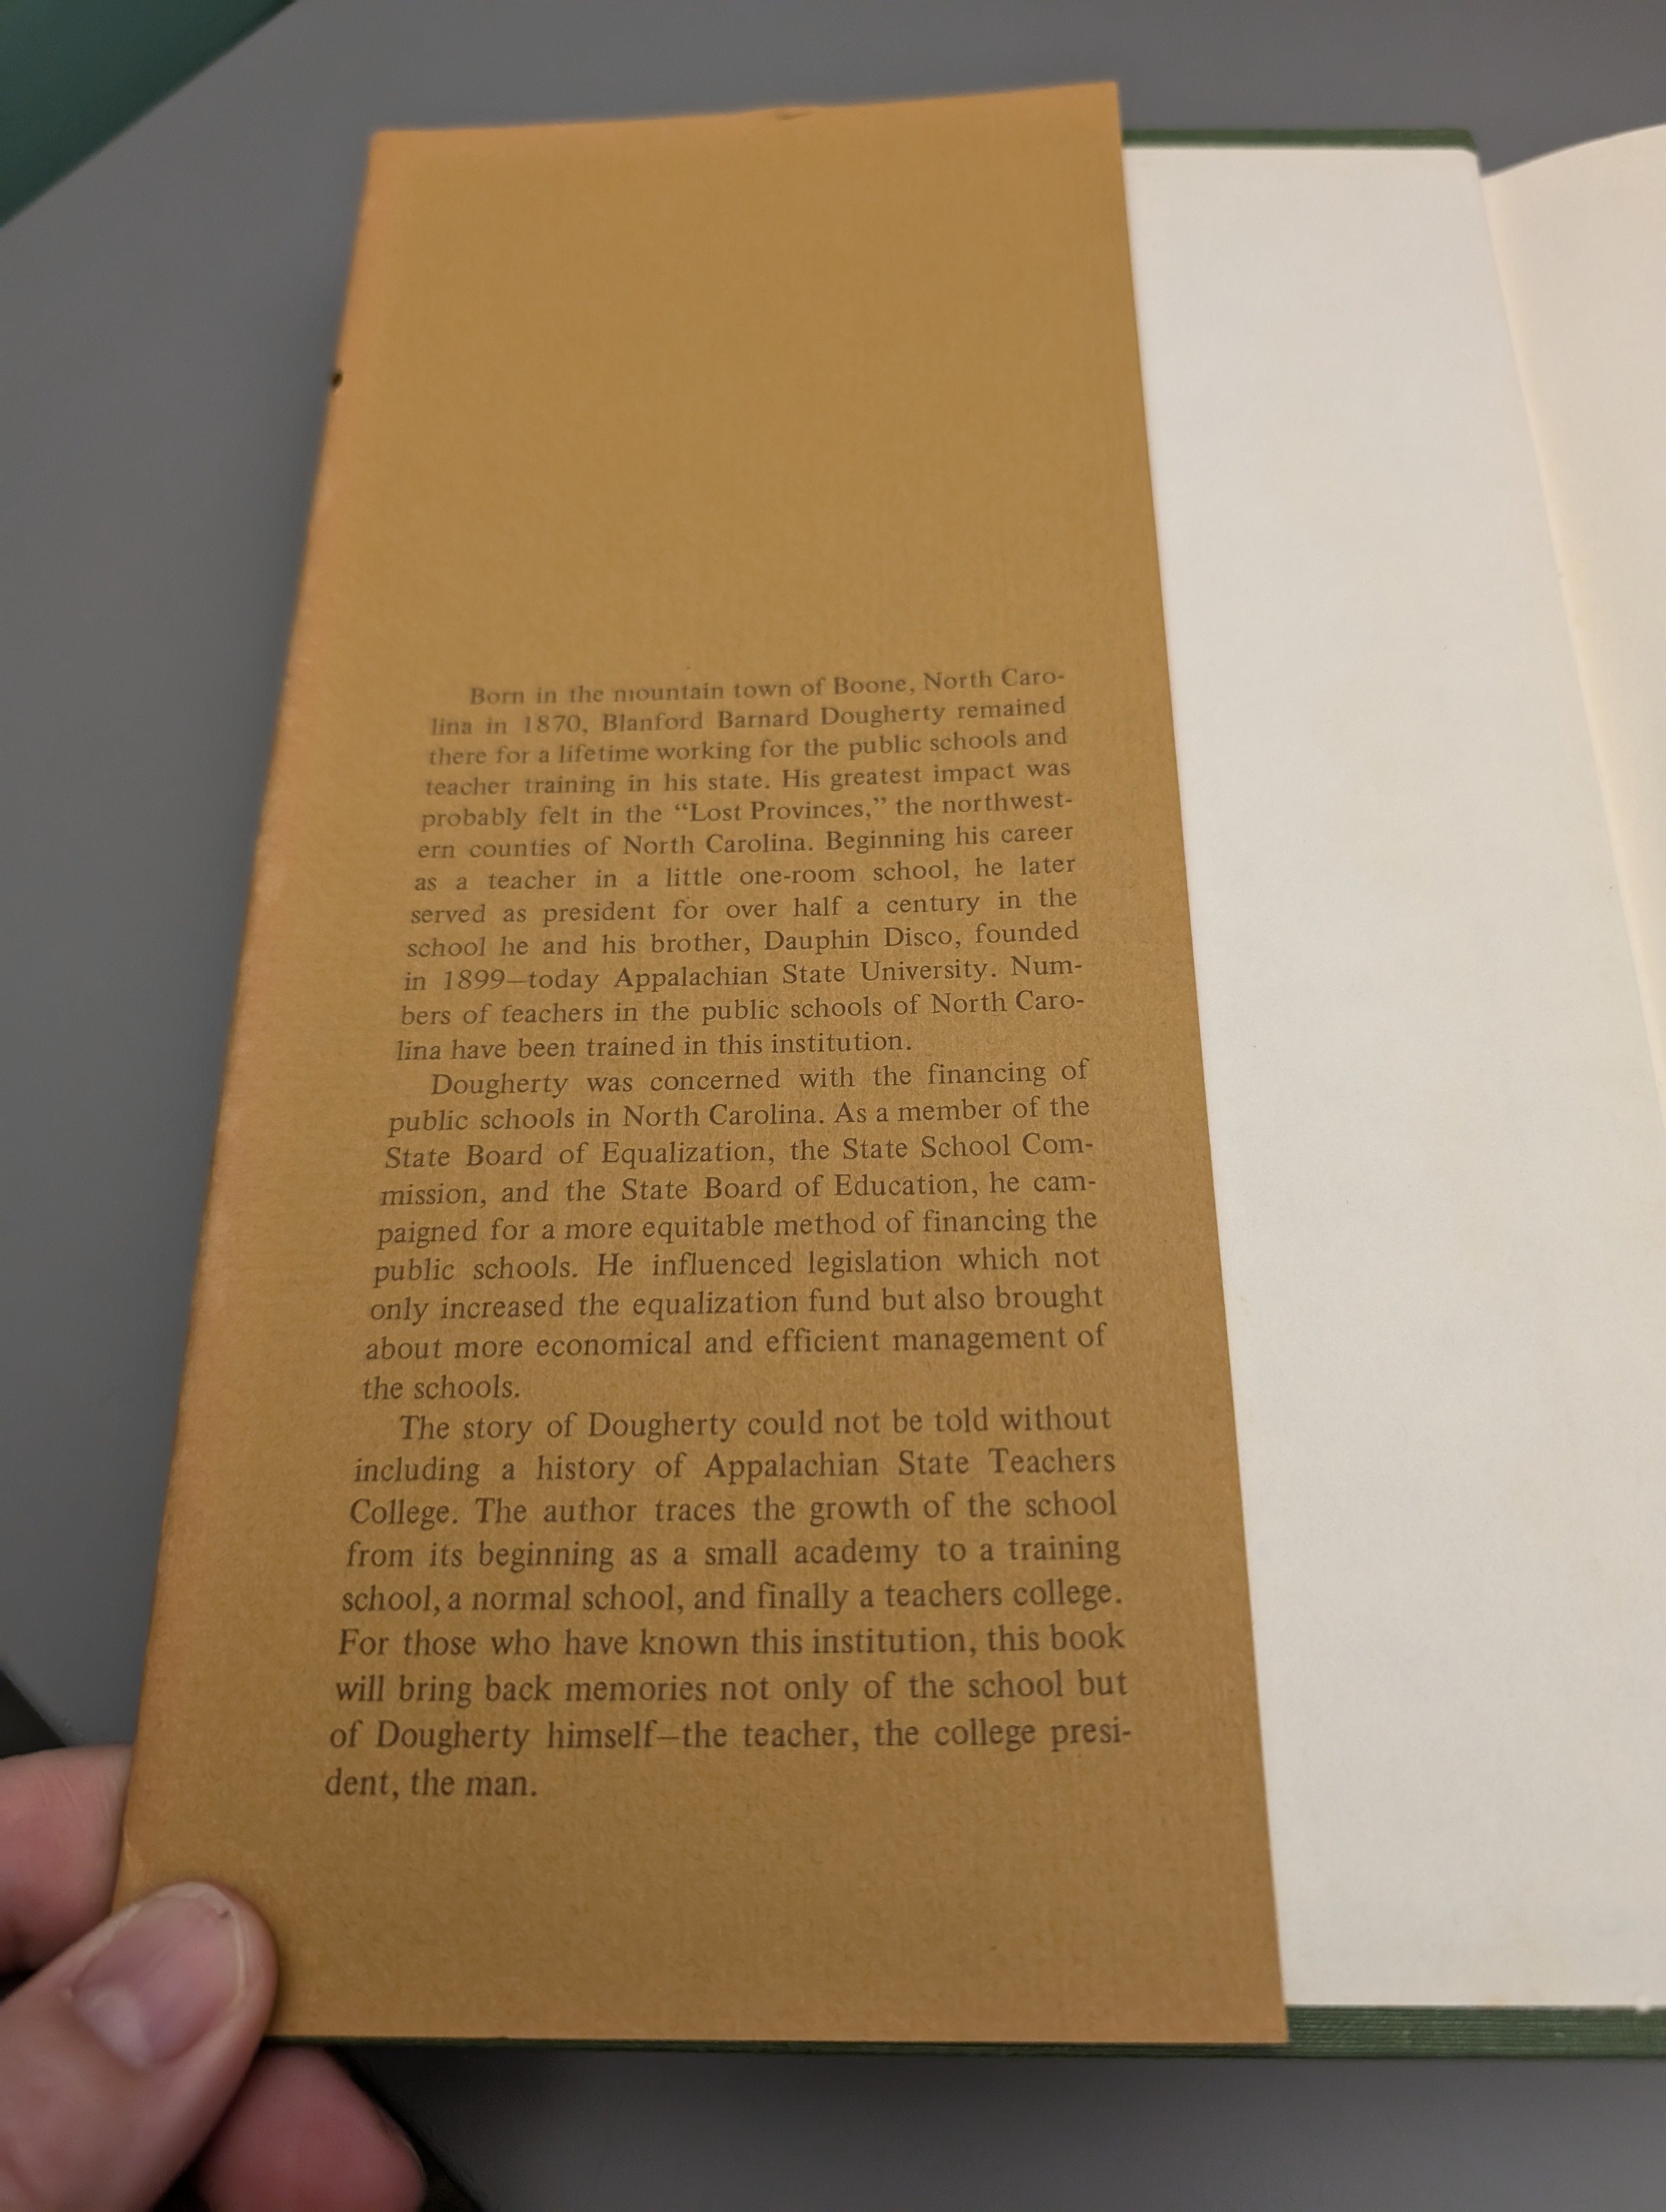 Born in the mountain town of Boone, North Caro-
lina in 1870, Blanford Barnard Dougherty remained
there for a lifetime working for the public schools and
teacher training in his state. His greatest impact was
probably felt in the “Lost Provinces,” the northwest-
ern counties of North Carolina. Beginning his career
as a teacher in a little one-room school, he later
served as president for over half a century in the
school he and his brother, Dauphin Disco, founded
in 1899—today Appalachian State University. Num-
bers of teachers in the public schools of North Caro-
lina have been trained in this institution.
Dougherty was concerned with the financing of
public schools in North Carolina. As a member of the
State Board of Equalization, the State School Com-
mission, and the State Board of Education, he cam-
paigned for a more equitable method of financing the
public schools. He influenced legislation which not
only increased the equalization fund but also brought
about more economical and efficient management of
the schools.
The story of Dougherty could not be told without
including a history of Appalachian State Teachers
College. The author traces the growth of the school
from its beginning as a small academy to a training
school, a normal school, and finally a teachers college.
For those who have known this institution, this book
will bring back memories not only of the school but
of Dougherty himself—the teacher, the college presi-
dent, the man.